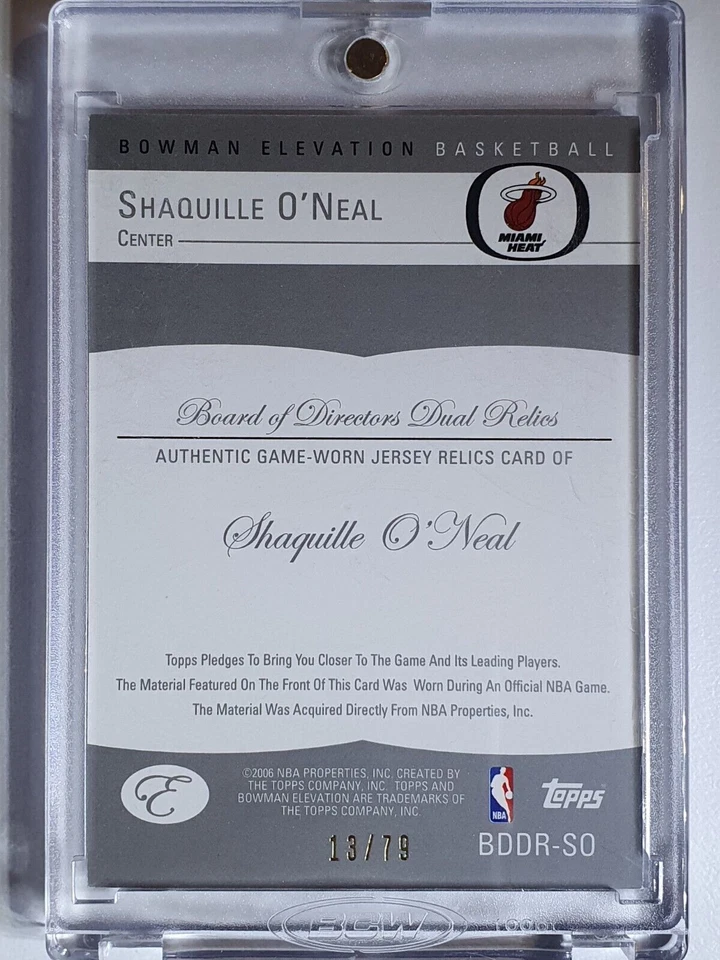 BOWMAN ELEVATION BASKETBALL
SHAQUILLE O'NEAL
CENTER
MIAMI
HEAT
Board of Directors Dual Relics
AUTHENTIC GAME-WORN JERSEY RELICS CARD OF
Shaquille O'Neal
Topps Pledges To Bring You Closer To The Game And Its Leading Players.
The Material Featured On The Front Of This Card Was Worn During An Official NBA Game.
The Material Was Acquired Directly From NBA Properties, Inc.
E
©2006 NBA PROPERTIES, INC. CREATED BY
THE TOPPS COMPANY, INC. TOPPS AND
BOWMAN ELEVATION ARE TRADEMARKS OF
THE TOPPS COMPANY, INC.
NBA
TOPPS
13/79
BDDR-SO
BCW